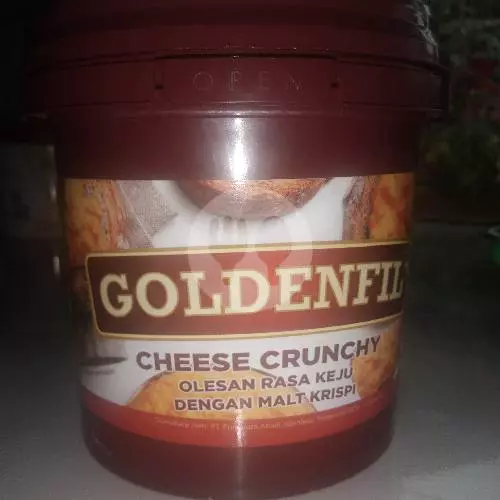 OPEN
GOLDENFIL
CHEESE CRUNCHY
OLESAN RASA KEJU
DENGAN MALT KRISPI